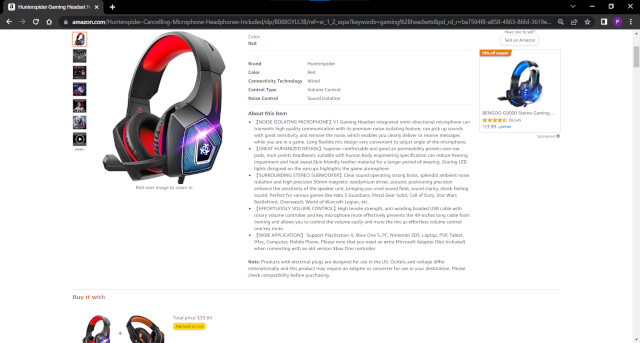 Hunterspider Gaming Headset f
amazon.com/Hunterspider-Cancelling-Microphone-Headphones-Included/dp/B088GYLL38/ref=sr_1_2_sspa?keywords=gaming%2Bheadsets&pd_rd_r=
Have one to sell?
Sell on Amazon
Color:
Red
Brand Hunterspider
Color Red
Connectivity Technology Wired
Control Type Volume Control
Noise Control Sound Isolation
About this item
【NOISE ISOLATING MICROPHONE】V1 Gaming Headset integrated omni-directional microphone can
transmits high quality communication with its premium noise isolating feature, can pick up sounds
with great sensitivity and remove the noise, which enables you clearly deliver or receive messages
while you are in a game. Long flexible mic design very convenient to adjust angle of the microphone.
【GREAT HUMANIZED DESIGN】Superior comfortable and good air permeability protein over-ear
pads, muti-points headbeam, suitable with human body engineering specification can reduce hearing
impairment and heat sweat.Skin friendly leather material for a longer period of wearing. Glaring LED
lights designed on the earcups highlights the game atmosphere.
【SURROUNDING STEREO SUBWOOFER】Clear sound operating strong brass, splendid ambient noise
isolation and high precision 50mm magnetic neodymium driver, acoustic positioning precision
enhance the sensitivity of the speaker unit, bringing you vivid sound field, sound clarity, shock feeling
sound. Perfect for various games like Halo 5 Guardians, Metal Gear Solid, Call of Duty, Star Wars
Battlefront, Overwatch, World of Warcraft Legion, etc.
【EFFORTLESSLY VOLUME CONTROL】High tensile strength, anti-winding braided USB cable with
rotary volume controller and key microphone mute effectively prevents the 49-inches long cable from
twining and allows you to control the volume easily and mute the mic as effortless volume control
one-key mute.
【WIDE APPLICATION】Support PlayStation 4, Xbox One S, PC, Nintendo 3DS, Laptop, PSP, Tablet,
iMac, Computer, Mobile Phone. Please note that you need an extra Microsoft Adapter (Not Included)
when connecting with an old version Xbox One controller
Note: Products with electrical plugs are designed for use in the US. Outlets and voltage differ
internationally and this product may require an adapter or converter for use in your destination. Please
check compatibility before purchasing.
Roll over image to zoom in
VIDEO
10% off coupon
BENGOO G9000 Stereo Gaming...
$23.99 prime
Sponsored
Buy it with
Total price: $33.64
Add both to Cart
+